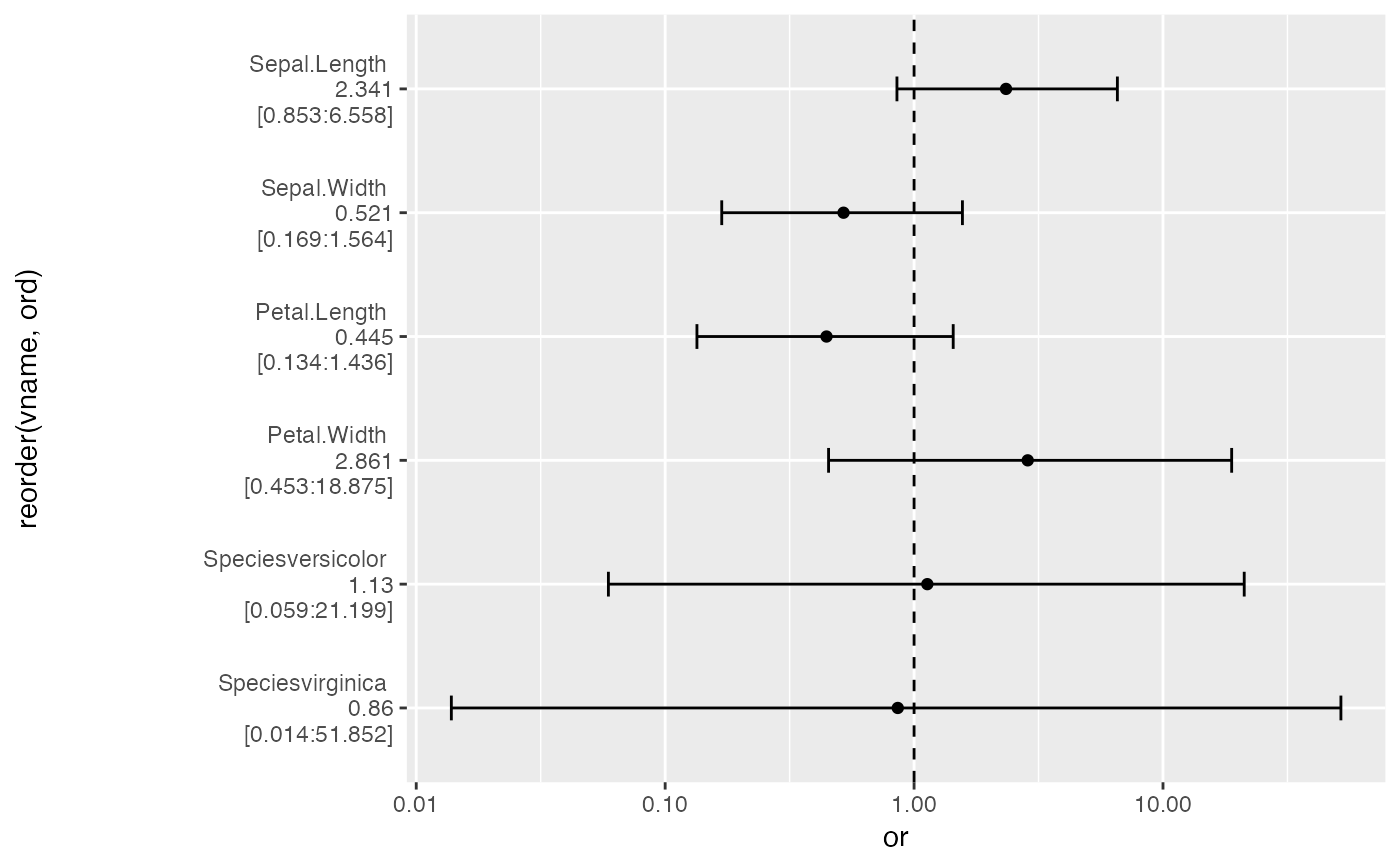 reorder(vname, ord)
Sepal.Length
2.341
[0.853:6.558]
Sepal.Width
0.521
[0.169:1.564]
Petal.Length
0.445
[0.134:1.436]
Petal.Width
2.861
[0.453:18.875]
Speciesversicolor
1.13
[0.059:21.199]
Speciesvirginica
0.86
[0.014:51.852]
0.01 0.10 1.00 10.00
or